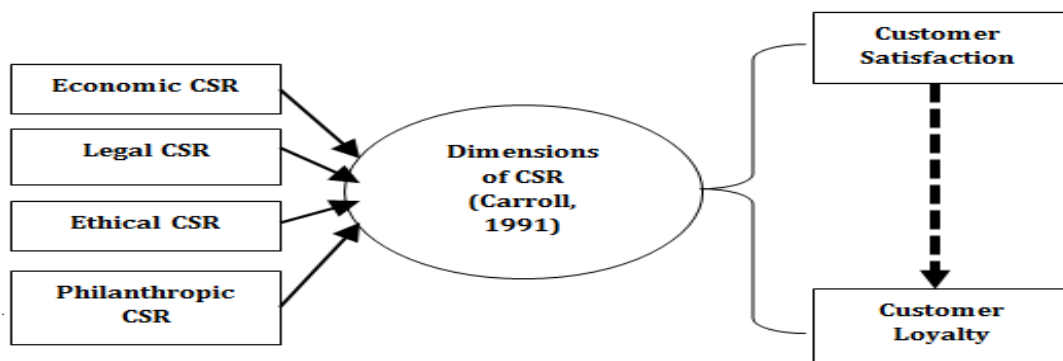 Economic CSR
Legal CSR
Ethical CSR
Philanthropic
CSR
Dimensions
of CSR
(Carroll,
1991)
Customer
Satisfaction
Customer
Loyalty